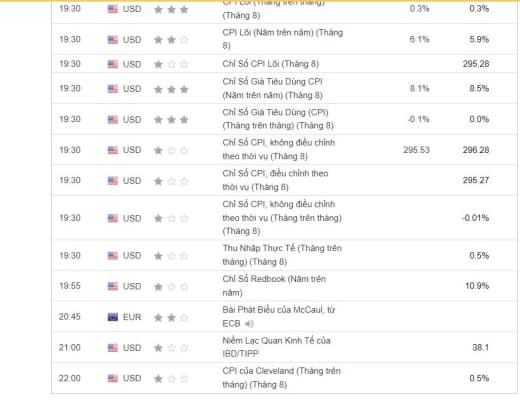 19:30 USD CPI Lõi (Tháng trên tháng) 0.3% 0.3%
(Tháng 8)
19:30 USD CPI Lõi (Năm trên năm) (Tháng 6.1% 5.9%
8)
19:30 USD Chỉ Số CPI Lõi (Tháng 8) 295.28
19:30 USD Chỉ Số Giá Tiêu Dùng CPI 8.1% 8.5%
(Năm trên năm) (Tháng 8)
19:30 USD Chỉ Số Giá Tiêu Dùng (CPI) -0.1% 0.0%
(Tháng trên tháng) (Tháng 8)
19:30 USD Chỉ Số CPI, không điều chỉnh 295.53 296.28
theo thời vụ (Tháng 8)
19:30 USD Chỉ Số CPI, điều chỉnh theo 295.27
thời vụ (Tháng 8)
19:30 USD Chỉ Số CPI, không điều chỉnh -0.01%
theo thời vụ (Tháng trên tháng)
(Tháng 8)
19:30 USD Thu Nhập Thực Tế (Tháng trên 0.5%
tháng) (Tháng 8)
19:55 USD Chỉ Số Redbook (Năm trên 10.9%
năm)
20:45 EUR Bài Phát Biểu của McCaul, từ
ECB
21:00 USD Niềm Lạc Quan Kinh Tế của 38.1
IBD/TIPP
22:00 USD CPI của Cleveland (Tháng trên 0.5%
tháng) (Tháng 8)